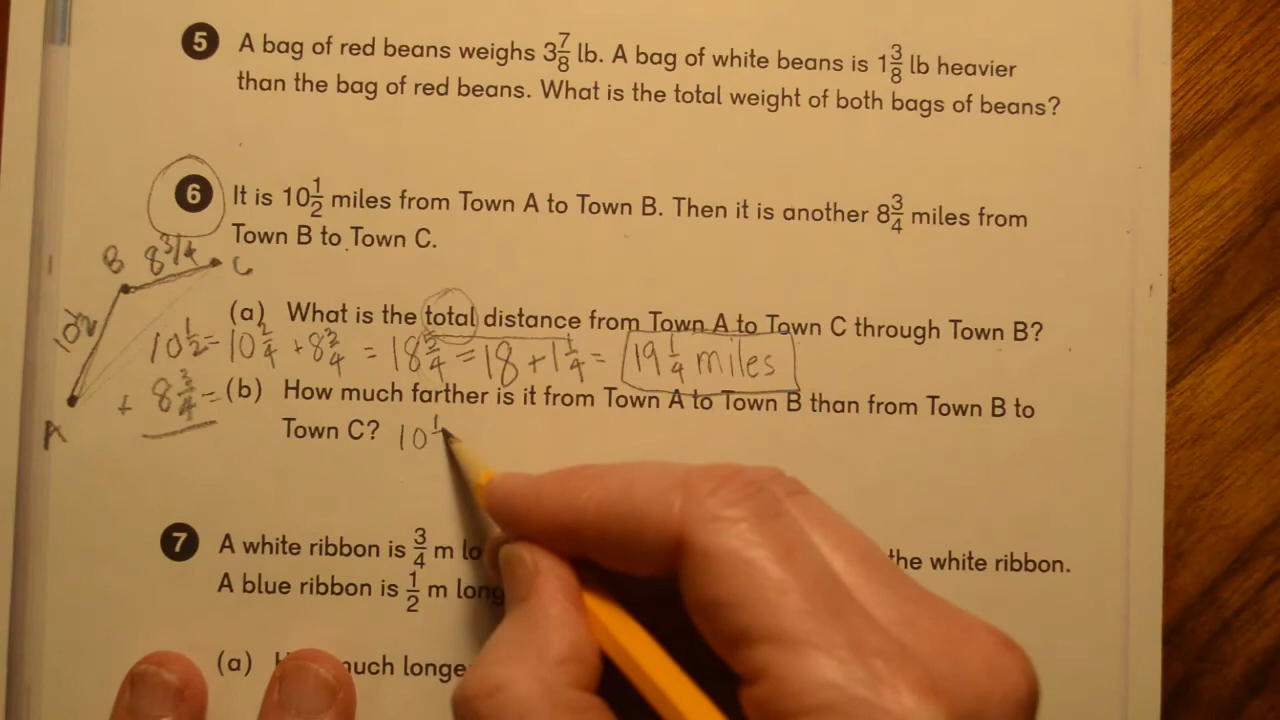 5 A bag of red beans weighs 3 7/8 lb. A bag of white beans is 1 3/8 lb heavier
than the bag of red beans. What is the total weight of both bags of beans?
6 It is 10 1/2 miles from Town A to Town B. Then it is another 8 3/4 miles from
Town B to Town C.
B 8 3/4 C
10 1/2
A
(a) What is the total distance from Town A to Town C through Town B?
10 1/2 = 10 2/4 + 8 3/4 = 18 5/4 = 18 + 1 1/4 = 19 1/4 miles
+ 8 3/4 =
(b) How much farther is it from Town A to Town B than from Town B to
Town C? 10
7 A white ribbon is 3/4 m lo the white ribbon.
A blue ribbon is 1/2 m long
(a) much longe